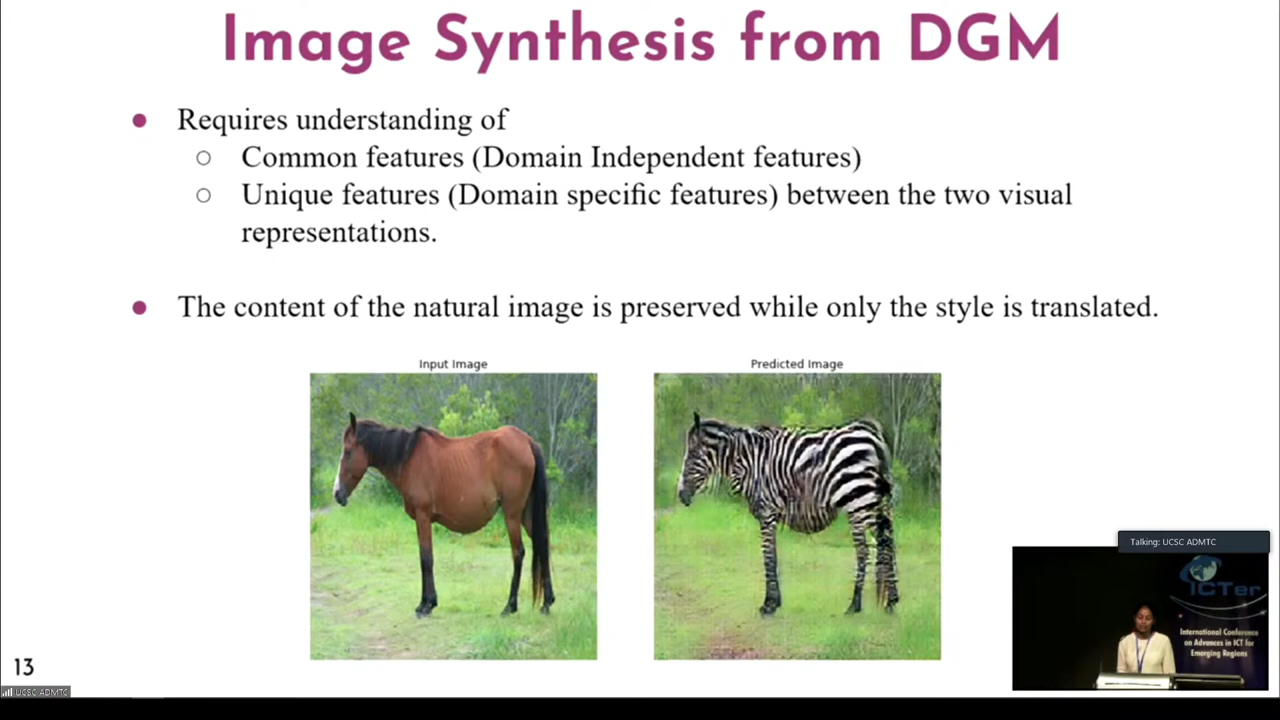 Image Synthesis from DGM
● Requires understanding of
○ Common features (Domain Independent features)
○ Unique features (Domain specific features) between the two visual
representations.
● The content of the natural image is preserved while only the style is translated.
Input Image
Predicted Image
Talking: UCSC ADMTC
ICTer
International Conference
on Advances in ICT for
Emerging Regions
13
UCSC ADMTC